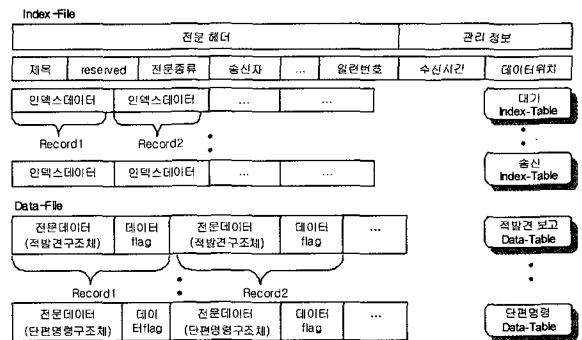 Index-File
전문 헤더 관리 정보
제목 reserved 전문종류 송신자 ... 일련번호 수신시간 데이터위치
인덱스데이터 인덱스데이터 ... ... 대기
Index-Table
Record1 Record2
송신
Index-Table
인덱스데이터 인덱스데이터 ... ...
Data-File
전문데이터 데이터 전문데이터 데이터 ... 적발견 보고
(적발견구조체) flag (적발견구조체) flag Data-Table
Record1 Record2
전문데이터 데이 전문데이터 데이터 ... 단편명령
(단편명령구조체) 터flag (단편명령구조체) flag Data-Table